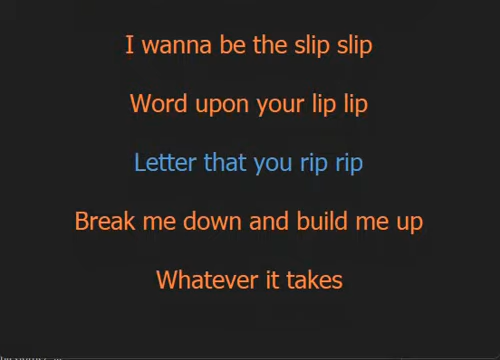 I wanna be the slip slip
Word upon your lip lip
Letter that you rip rip
Break me down and build me up
Whatever it takes